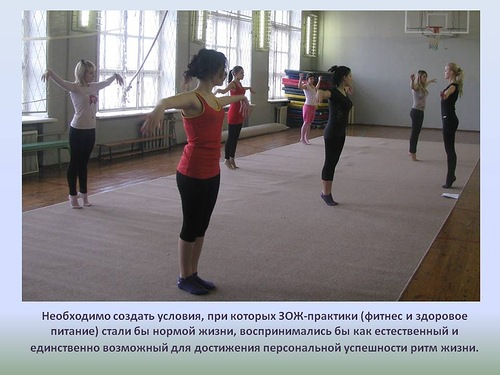 Необходимо создать условия, при которых ЗОЖ-практики (фитнес и здоровое
питание) стали бы нормой жизни, воспринимались бы как естественный и
единственно возможный для достижения персональной успешности ритм жизни.